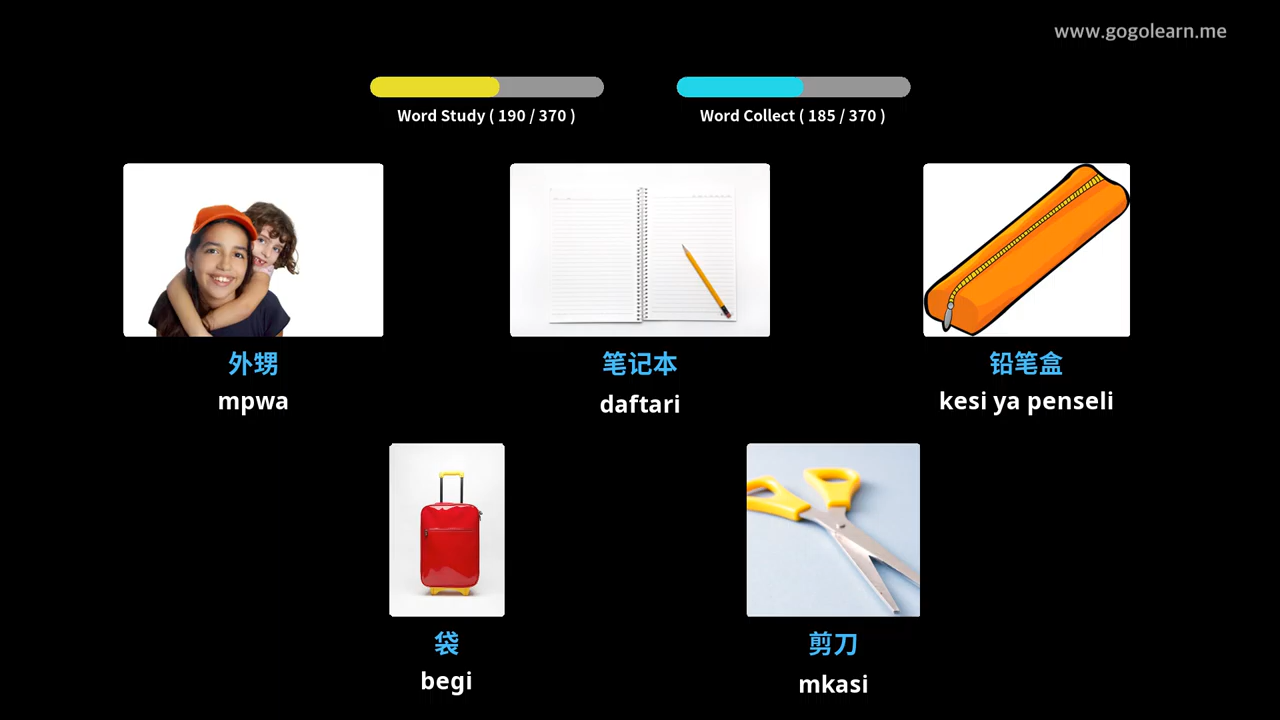 www.gogolearn.me
Word Study ( 190 / 370 )
Word Collect ( 185 / 370 )
外甥
mpwa
笔记本
daftari
铅笔盒
kesi ya penseli
袋
begi
剪刀
mkasi